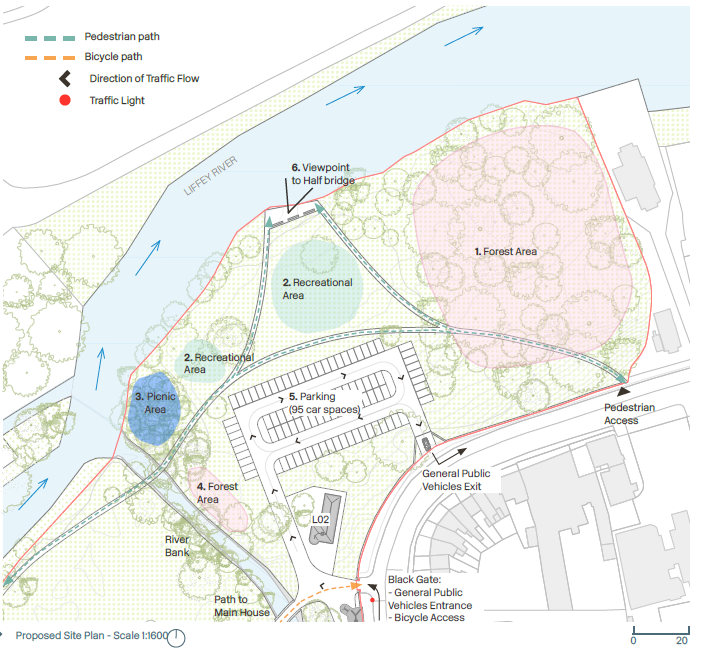 Pedestrian path
Bicycle path
Direction of Traffic Flow
Traffic Light
LIFFEY RIVER
6. Viewpoint
to Half bridge
1. Forest Area
2. Recreational
Area
2. Recreational
Area
3. Picnic
Area
5. Parking
(95 car spaces)
Pedestrian
Access
General Public
Vehicles Exit
4. Forest
Area
L02
River
Bank
Black Gate:
- General Public
Vehicles Entrance
- Bicycle Access
Path to
Main House
Proposed Site Plan - Scale 1:1600
0 20